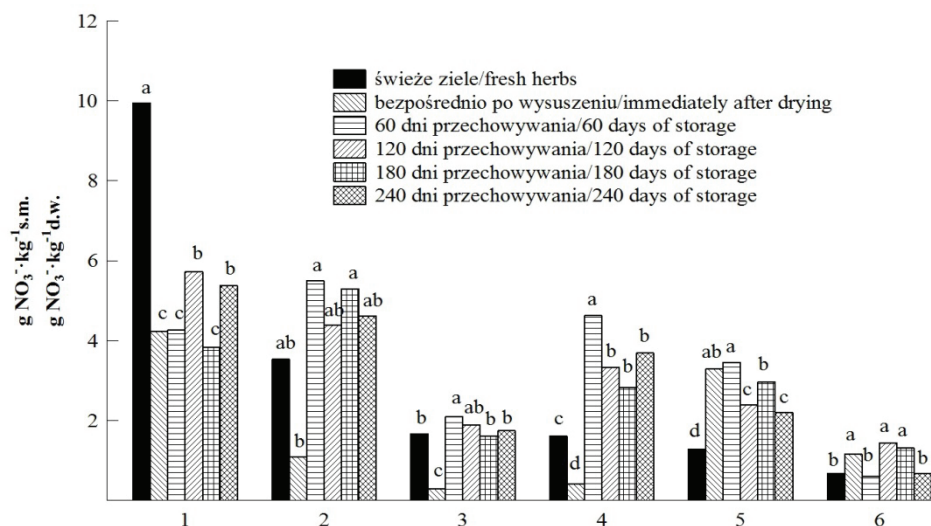 12
10
8
6
4
2
g NO₃⁻·kg⁻¹s.m.
g NO₃⁻·kg⁻¹d.w.
świeże ziele/fresh herbs
bezpośrednio po wysuszeniu/immediately after drying
60 dni przechowywania/60 days of storage
120 dni przechowywania/120 days of storage
180 dni przechowywania/180 days of storage
240 dni przechowywania/240 days of storage
a c c b c b
ab b a ab a ab
b c a ab b b
c d a b b b
d ab a c b c
b a b a a b
1 2 3 4 5 6